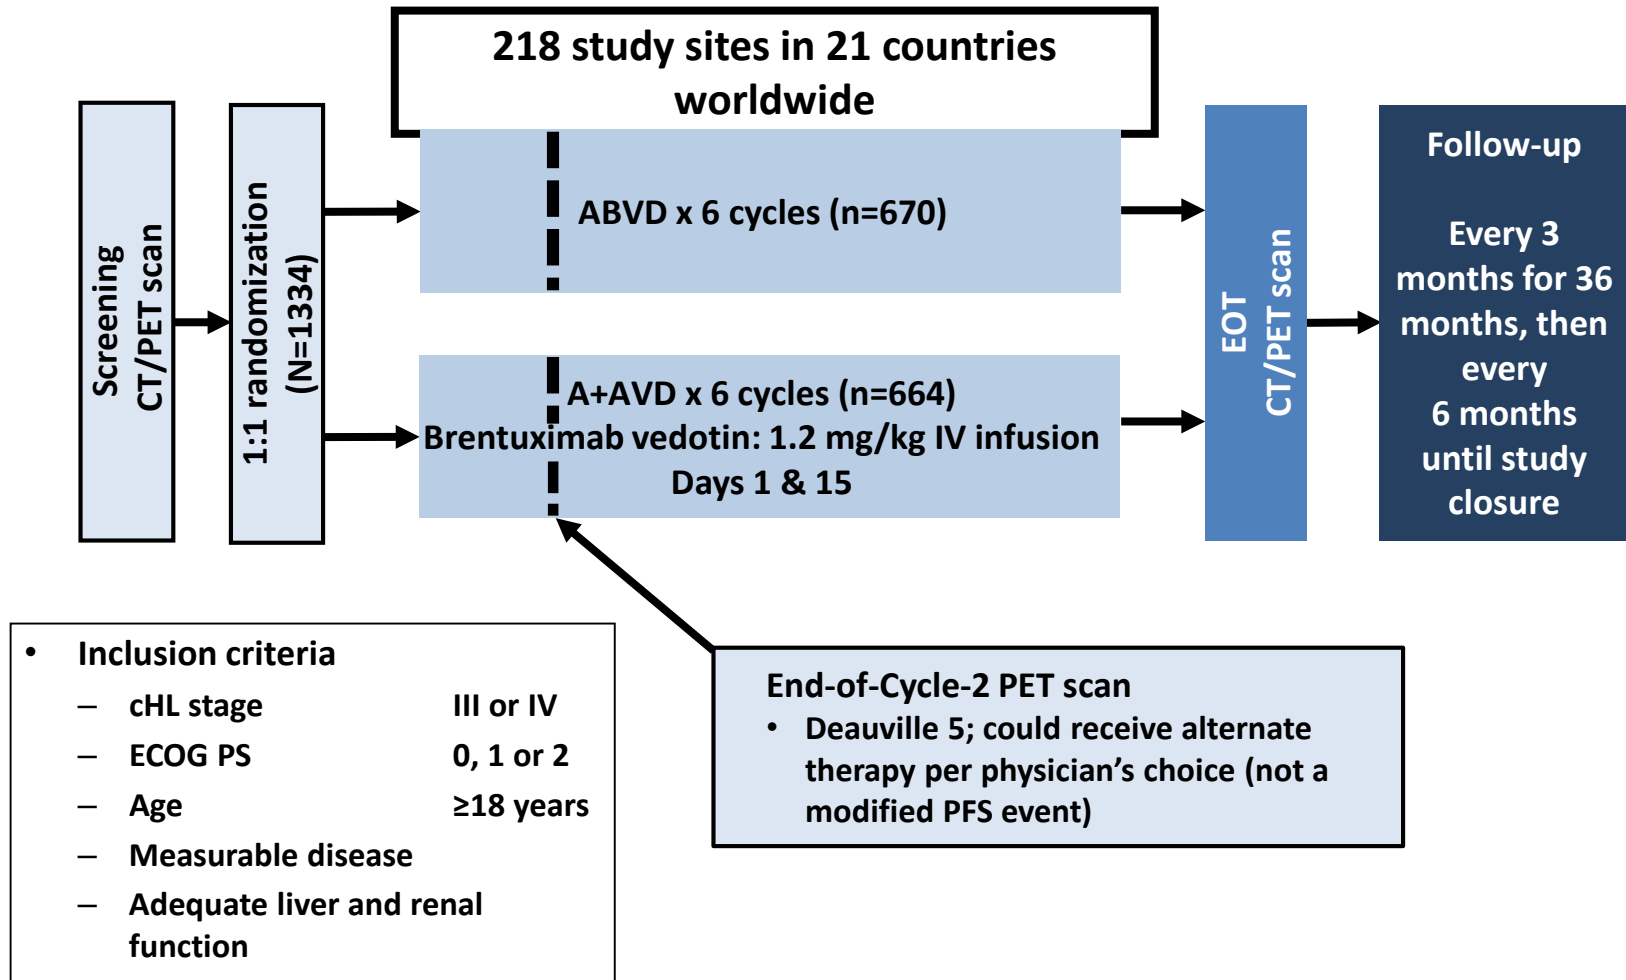 218 study sites in 21 countries
worldwide
Screening
CT/PET scan
1:1 randomization
(N=1334)
ABVD x 6 cycles (n=670)
A+AVD x 6 cycles (n=664)
Brentuximab vedotin: 1.2 mg/kg IV infusion
Days 1 & 15
EOT
CT/PET scan
Follow-up
Every 3
months for 36
months, then
every
6 months
until study
closure
• Inclusion criteria
– cHL stage III or IV
– ECOG PS 0, 1 or 2
– Age ≥18 years
– Measurable disease
– Adequate liver and renal
function
End-of-Cycle-2 PET scan
• Deauville 5; could receive alternate
therapy per physician’s choice (not a
modified PFS event)